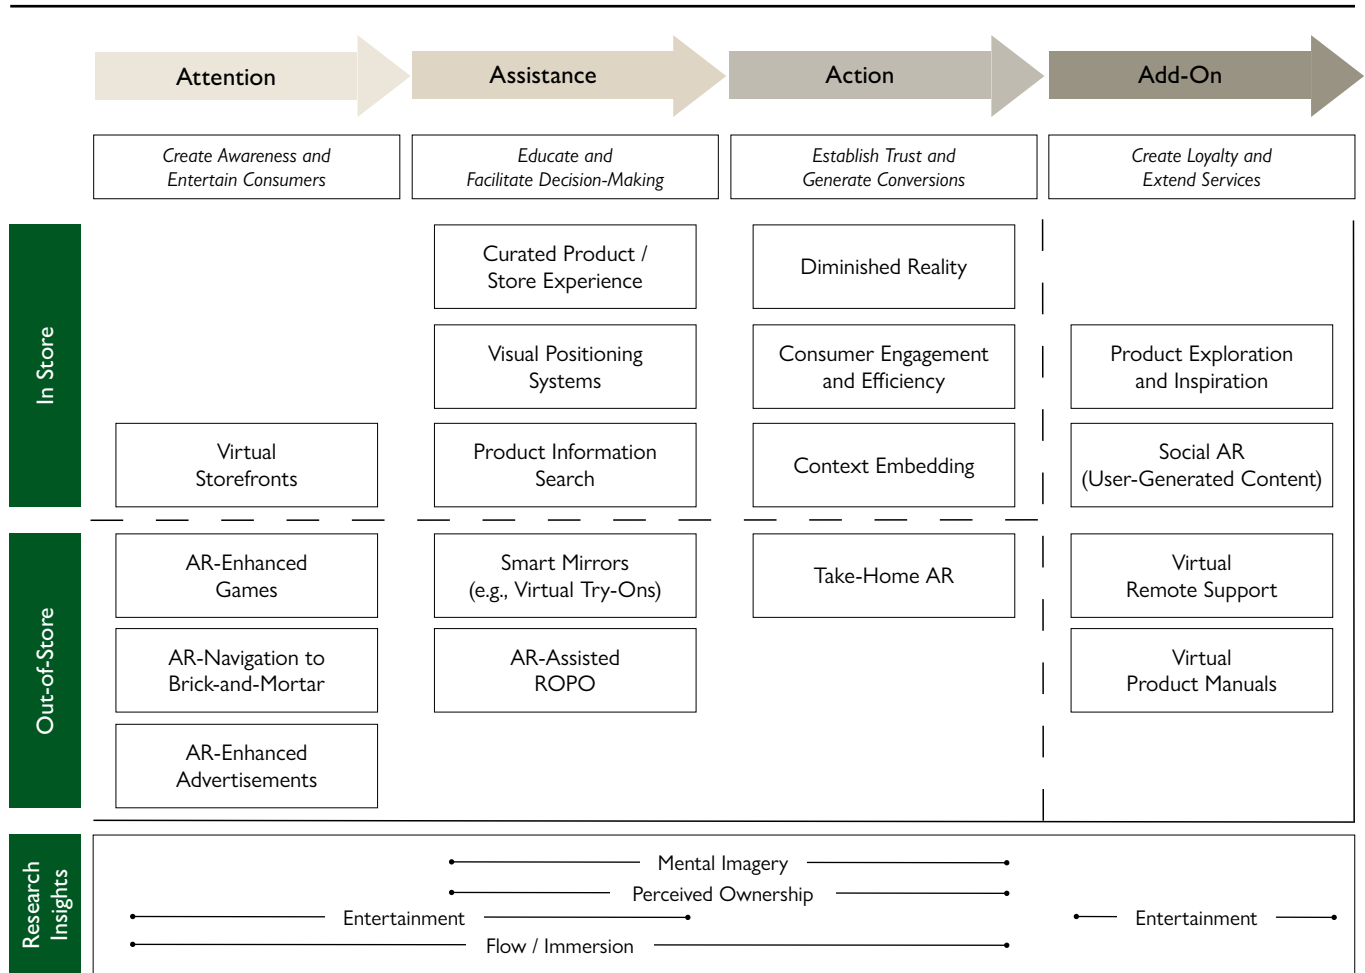 Attention
Assistance
Action
Add-On
Create Awareness and
Entertain Consumers
Educate and
Facilitate Decision-Making
Establish Trust and
Generate Conversions
Create Loyalty and
Extend Services
In Store
Curated Product /
Store Experience
Diminished Reality
Visual Positioning
Systems
Consumer Engagement
and Efficiency
Product Exploration
and Inspiration
Virtual
Storefronts
Product Information
Search
Context Embedding
Social AR
(User-Generated Content)
Out-of-Store
AR-Enhanced
Games
Smart Mirrors
(e.g., Virtual Try-Ons)
Take-Home AR
Virtual
Remote Support
AR-Navigation to
Brick-and-Mortar
AR-Assisted
ROPO
Virtual
Product Manuals
AR-Enhanced
Advertisements
Research
Insights
Mental Imagery
Perceived Ownership
Entertainment
Entertainment
Flow / Immersion